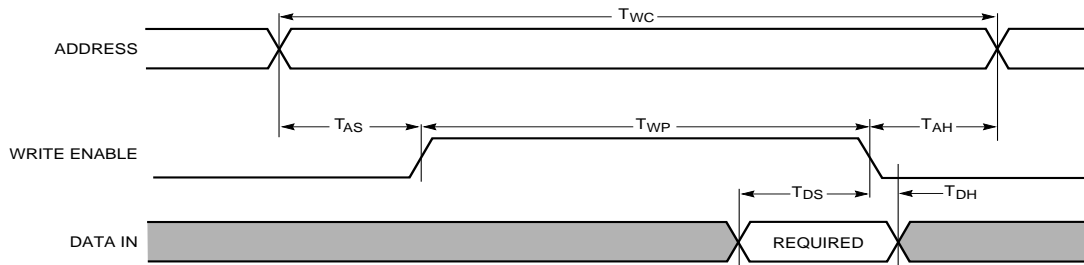 TWC
ADDRESS
TAS TWP TAH
WRITE ENABLE
TDS TDH
DATA IN REQUIRED